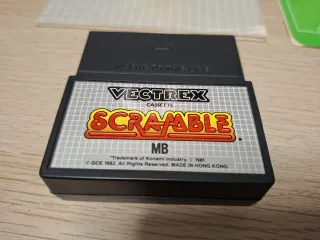 VECTREX
CASSETTE
SCRAMBLE
MB
*Trademark of Konami Industry. © 1981
© GCE 1982. All Rights Reserved. MADE IN HONG KONG